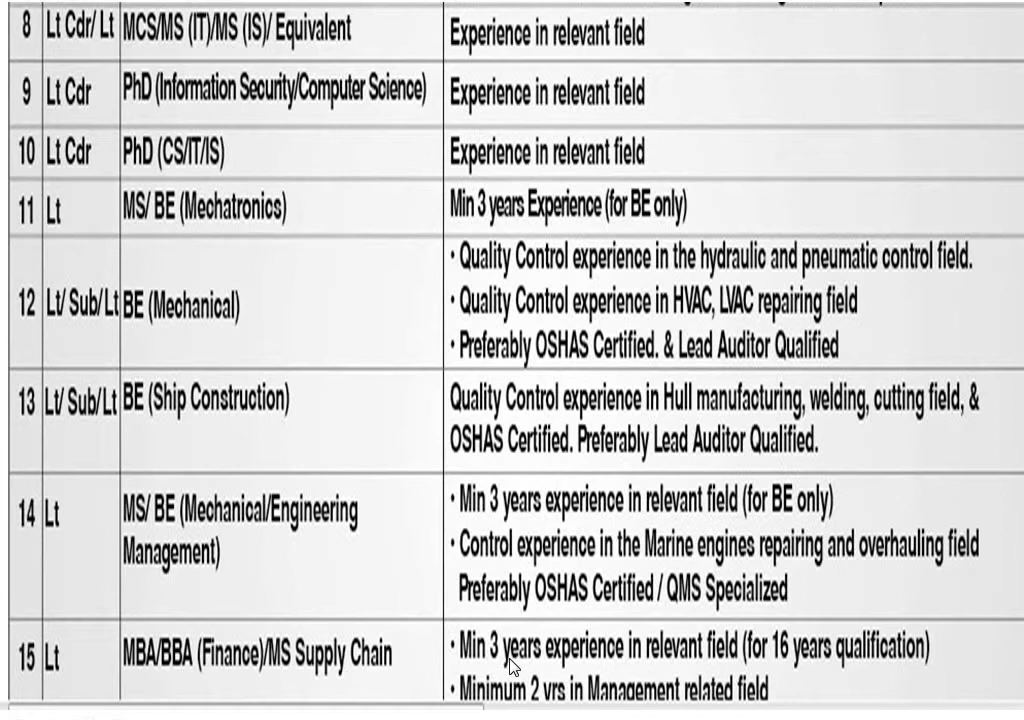 8 Lt Cdr/ Lt MCS/MS (IT)/MS (IS)/ Equivalent Experience in relevant field
9 Lt Cdr PhD (Information Security/Computer Science) Experience in relevant field
10 Lt Cdr PhD (CS/IT/IS) Experience in relevant field
11 Lt MS/ BE (Mechatronics) Min 3 years Experience (for BE only)
12 Lt/ Sub/Lt BE (Mechanical)
· Quality Control experience in the hydraulic and pneumatic control field.
· Quality Control experience in HVAC, LVAC repairing field
· Preferably OSHAS Certified. & Lead Auditor Qualified
13 Lt/ Sub/Lt BE (Ship Construction)
Quality Control experience in Hull manufacturing, welding, cutting field, &
OSHAS Certified. Preferably Lead Auditor Qualified.
14 Lt MS/ BE (Mechanical/Engineering
Management)
· Min 3 years experience in relevant field (for BE only)
· Control experience in the Marine engines repairing and overhauling field
Preferably OSHAS Certified / QMS Specialized
15 Lt MBA/BBA (Finance)/MS Supply Chain
· Min 3 years experience in relevant field (for 16 years qualification)
· Minimum 2 yrs in Management related field